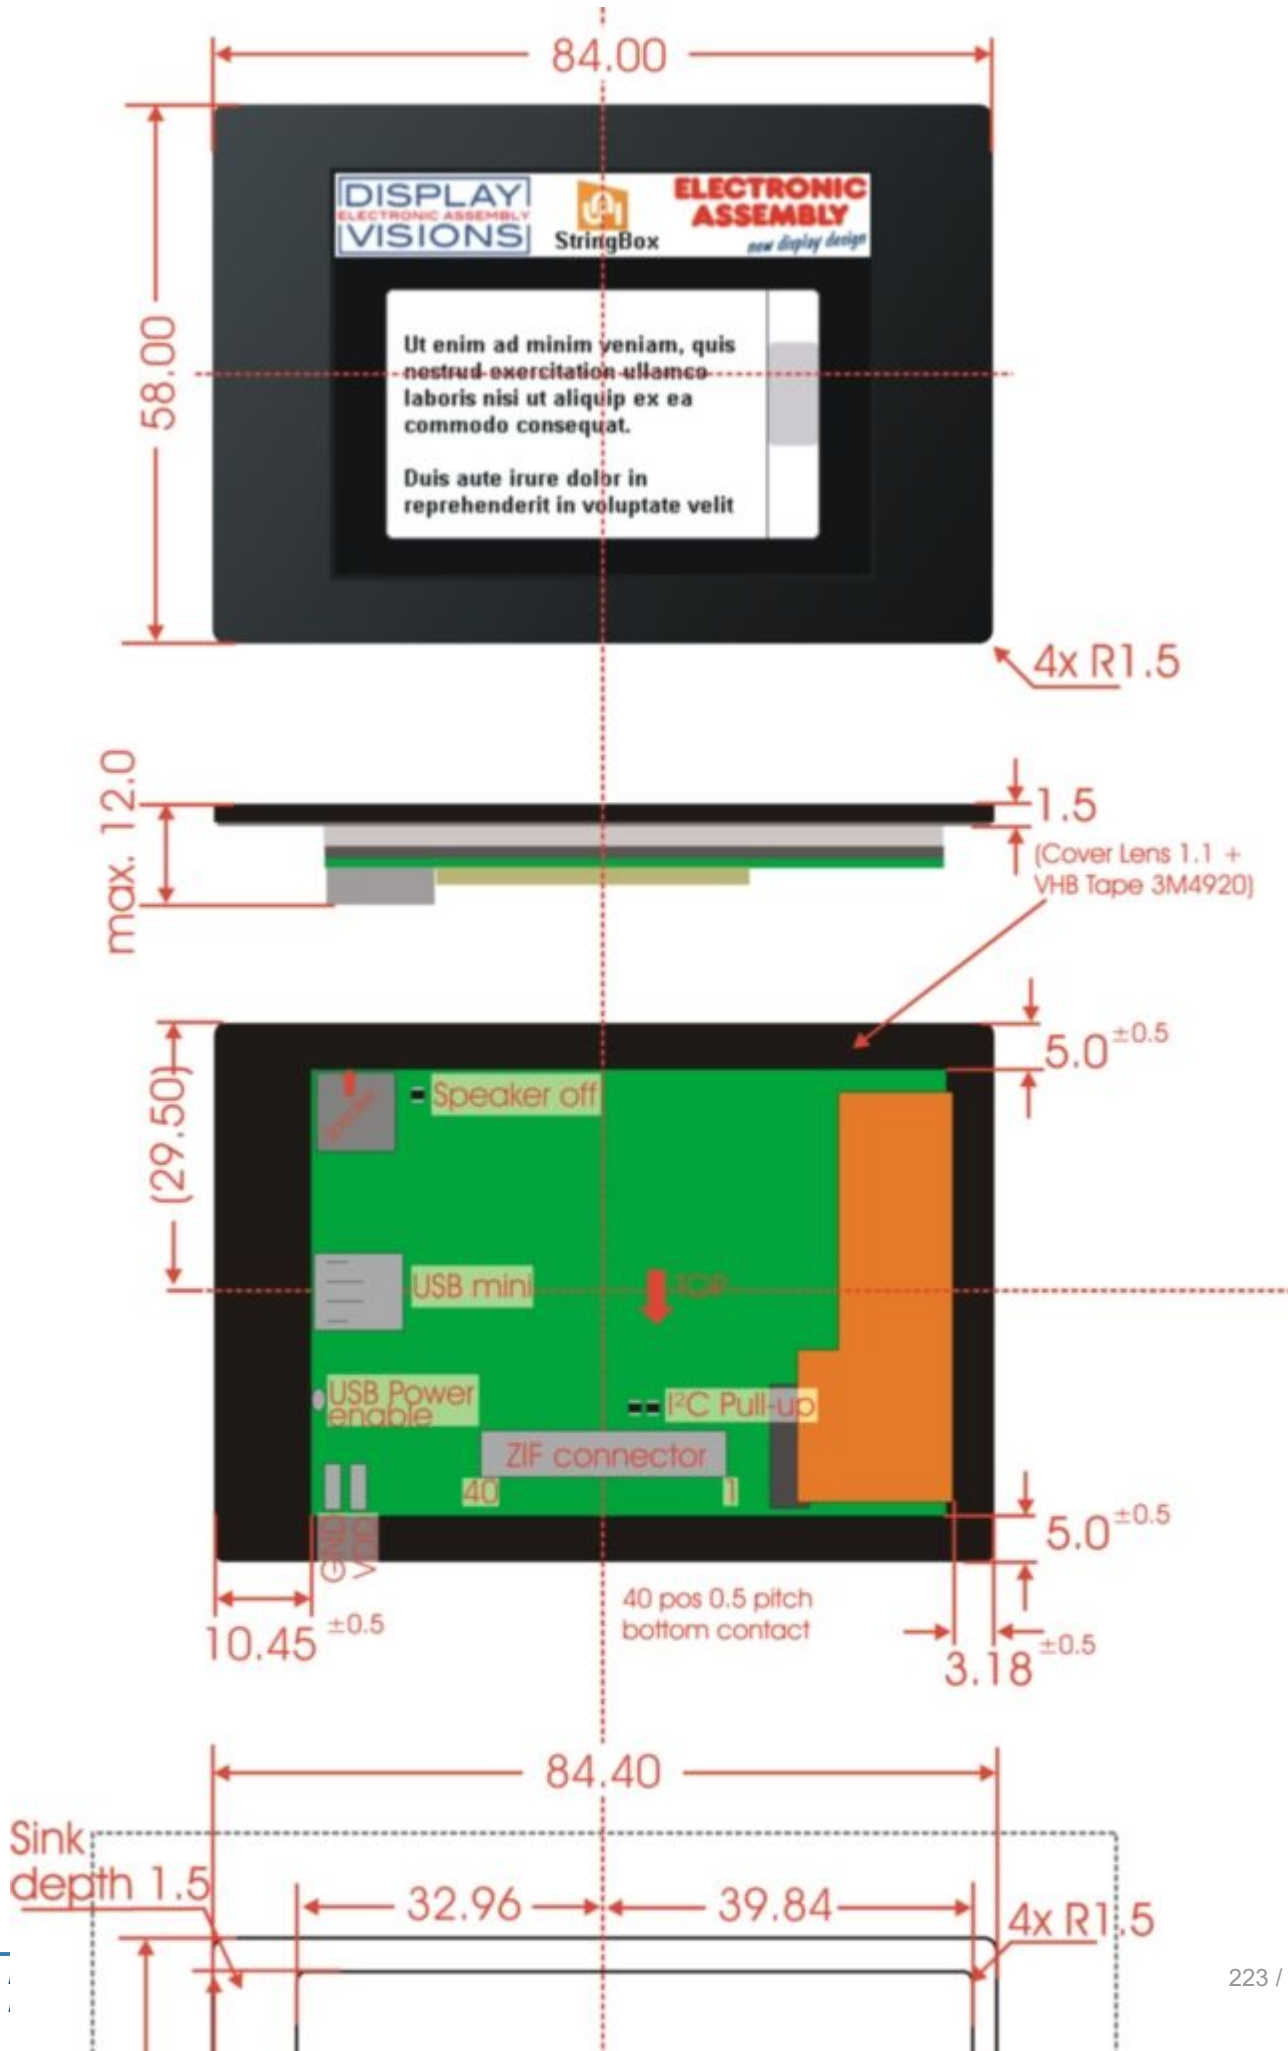 84.00
DISPLAY
ELECTRONIC ASSEMBLY
VISIONS
StringBox
ELECTRONIC
ASSEMBLY
new display design
58.00
Ut enim ad minim veniam, quis
nostrud exercitation ullamco
laboris nisi ut aliquip ex ea
commodo consequat.
Duis aute irure dolor in
reprehenderit in voluptate velit
4x R1.5
max. 12.0
1.5
(Cover Lens 1.1 +
VHB Tape 3M4920)
5.0 ±0.5
(29.50)
Speaker
Speaker off
USB mini
TOP
USB Power
enable
I²C Pull-up
ZIF connector
40
1
GND
VDD
5.0 ±0.5
10.45 ±0.5
40 pos 0.5 pitch
bottom contact
3.18 ±0.5
84.40
Sink
depth 1.5
32.96
39.84
4x R1.5
223 /